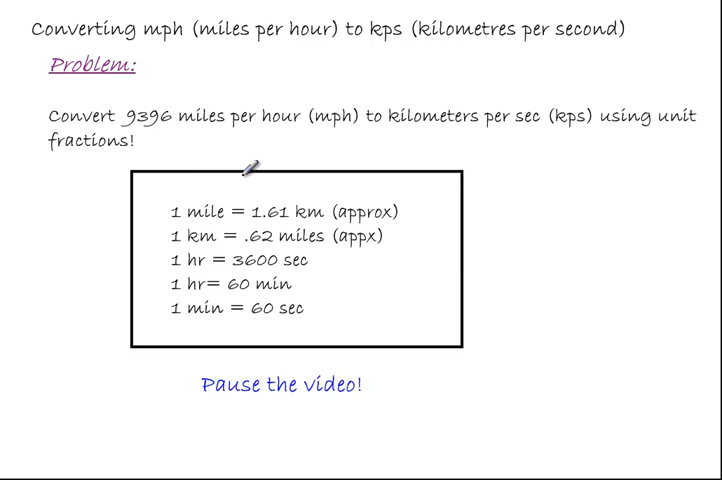 Converting mph (miles per hour) to kps (kilometres per second)
Problem:
Convert 9396 miles per hour (mph) to kilometers per sec (kps) using unit
fractions!
1 mile = 1.61 km (approx)
1 km = .62 miles (appx)
1 hr = 3600 sec
1 hr= 60 min
1 min = 60 sec
Pause the video!